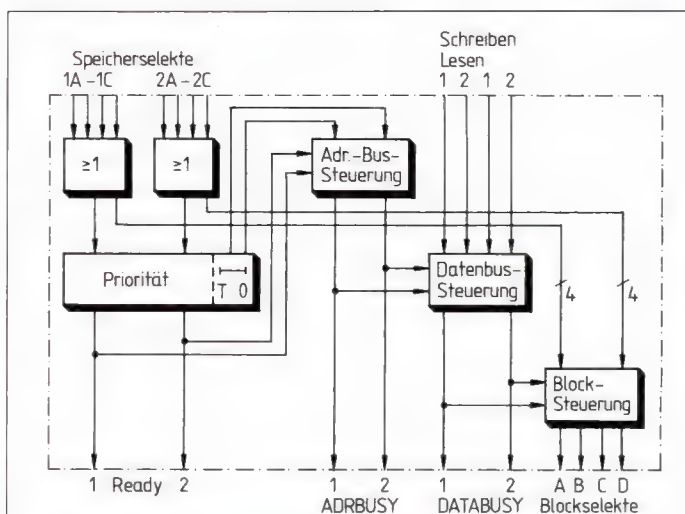 Speicherselekte
1A-1C 2A-2C
Schreiben
Lesen
1 2 1 2
≥1
≥1
Adr.-Bus-
Steuerung
Priorität
T 0
Datenbus-
Steuerung
4
4
Block-
Steuerung
1 Ready 2
1 2
ADRBUSY
1 2
DATABUSY
A B C D
Blockselekte